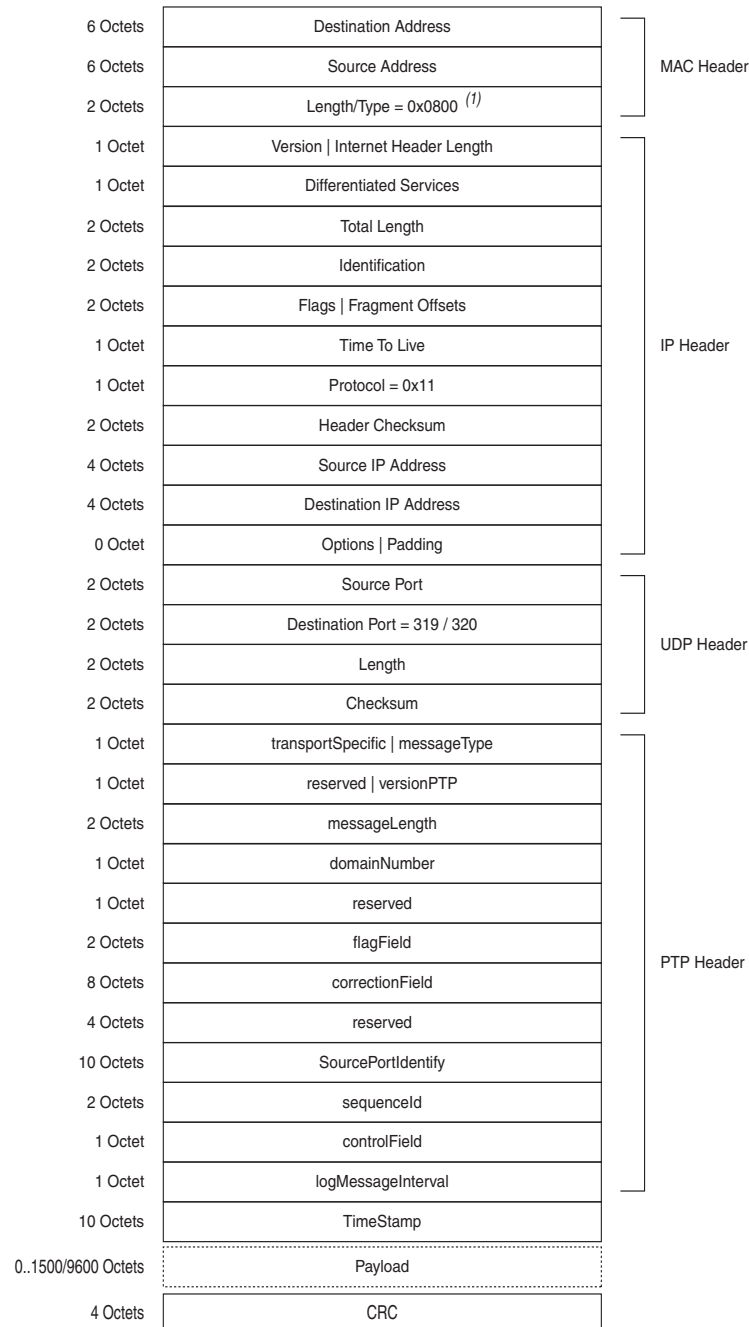 6 Octets Destination Address
6 Octets Source Address MAC Header
2 Octets Length/Type = 0x0800 (1)
1 Octet Version | Internet Header Length
1 Octet Differentiated Services
2 Octets Total Length
2 Octets Identification
2 Octets Flags | Fragment Offsets
1 Octet Time To Live IP Header
1 Octet Protocol = 0x11
2 Octets Header Checksum
4 Octets Source IP Address
4 Octets Destination IP Address
0 Octet Options | Padding
2 Octets Source Port
2 Octets Destination Port = 319 / 320
UDP Header
2 Octets Length
2 Octets Checksum
1 Octet transportSpecific | messageType
1 Octet reserved | versionPTP
2 Octets messageLength
1 Octet domainNumber
1 Octet reserved
2 Octets flagField
PTP Header
8 Octets correctionField
4 Octets reserved
10 Octets SourcePortIdentify
2 Octets sequenceId
1 Octet controlField
1 Octet logMessageInterval
10 Octets TimeStamp
0..1500/9600 Octets Payload
4 Octets CRC